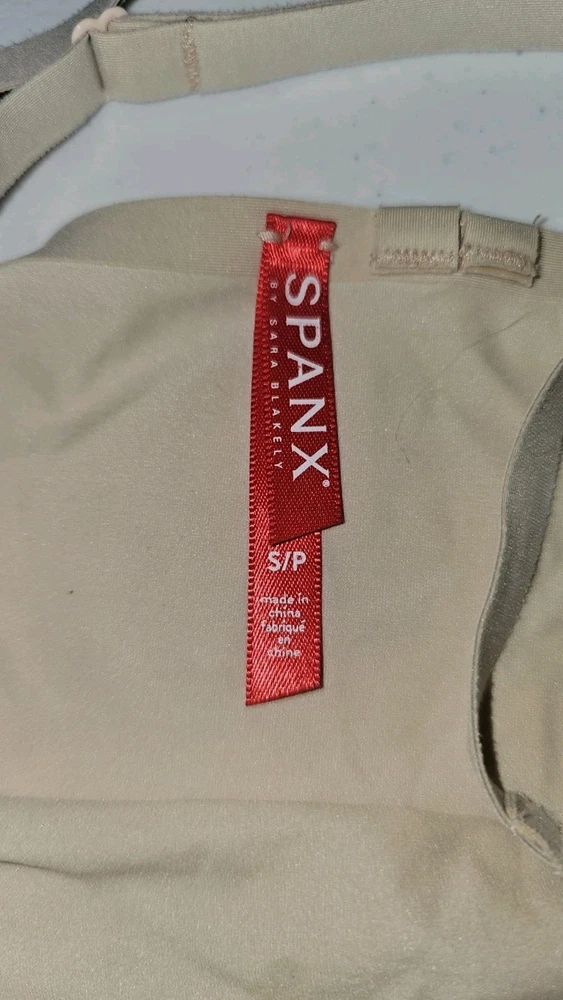 SPANX®
BY SARA BLAKELY
S/P
made in
china
fabriqué
en
chine